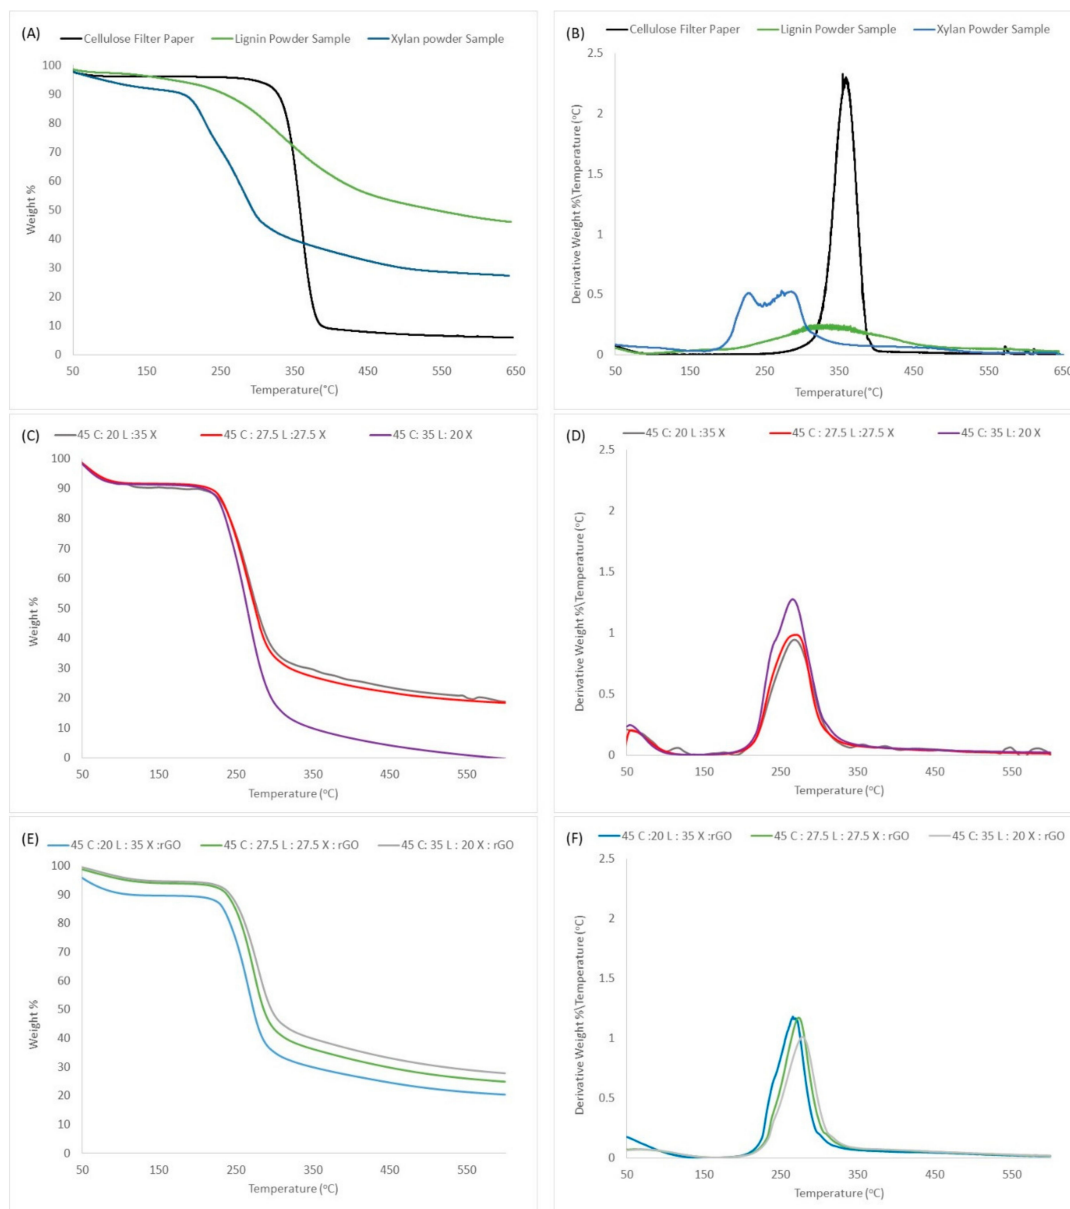 (A)
Cellulose Filter Paper Lignin Powder Sample Xylan powder Sample
100
90
80
70
60
50
40
30
20
10
0
Weight %
50 150 250 350 450 550 650
Temperature(°C)
(B)
Cellulose Filter Paper Lignin Powder Sample Xylan Powder Sample
2.5
2
1.5
1
0.5
0
Derivative Weight %\Temperature (°C)
50 150 250 350 450 550 650
Temperature(°C)
(C)
45 C: 20 L :35 X 45 C : 27.5 L :27.5 X 45 C: 35 L: 20 X
100
90
80
70
60
50
40
30
20
10
0
Weight %
50 150 250 350 450 550
Temperature (°C)
(D)
45 C: 20 L :35 X 45 C : 27.5 L :27.5 X 45 C: 35 L: 20 X
2.5
2
1.5
1
0.5
0
Derivative Weight %\Temperature (°C)
50 150 250 350 450 550
Temperature (°C)
(E)
45 C :20 L : 35 X :rGO 45 C : 27.5 L : 27.5 X : rGO 45 C: 35 L : 20 X : rGO
100
90
80
70
60
50
40
30
20
10
0
Weight %
50 150 250 350 450 550
Temperature (°C)
(F)
45 C :20 L : 35 X :rGO 45 C : 27.5 L : 27.5 X : rGO 45 C: 35 L : 20 X : rGO
2.5
2
1.5
1
0.5
0
Derivative Weight %\Temperature (°C)
50 150 250 350 450 550
Temperature (°C)